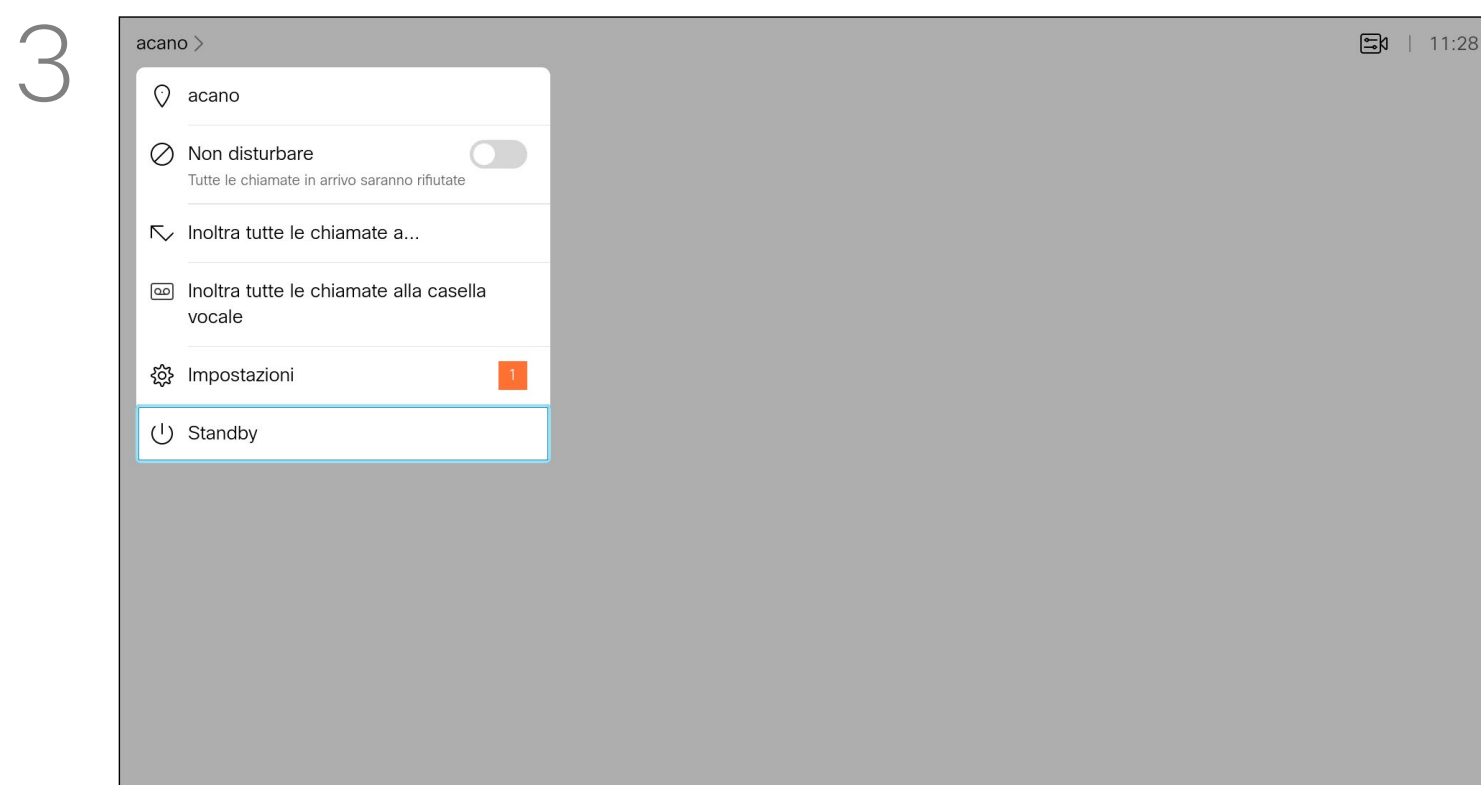 3
acano
11:28
acano
Non disturbare
Tutte le chiamate in arrivo saranno rifiutate
Inoltra tutte le chiamate a...
Inoltra tutte le chiamate alla casella
vocale
Impostazioni 1
Standby